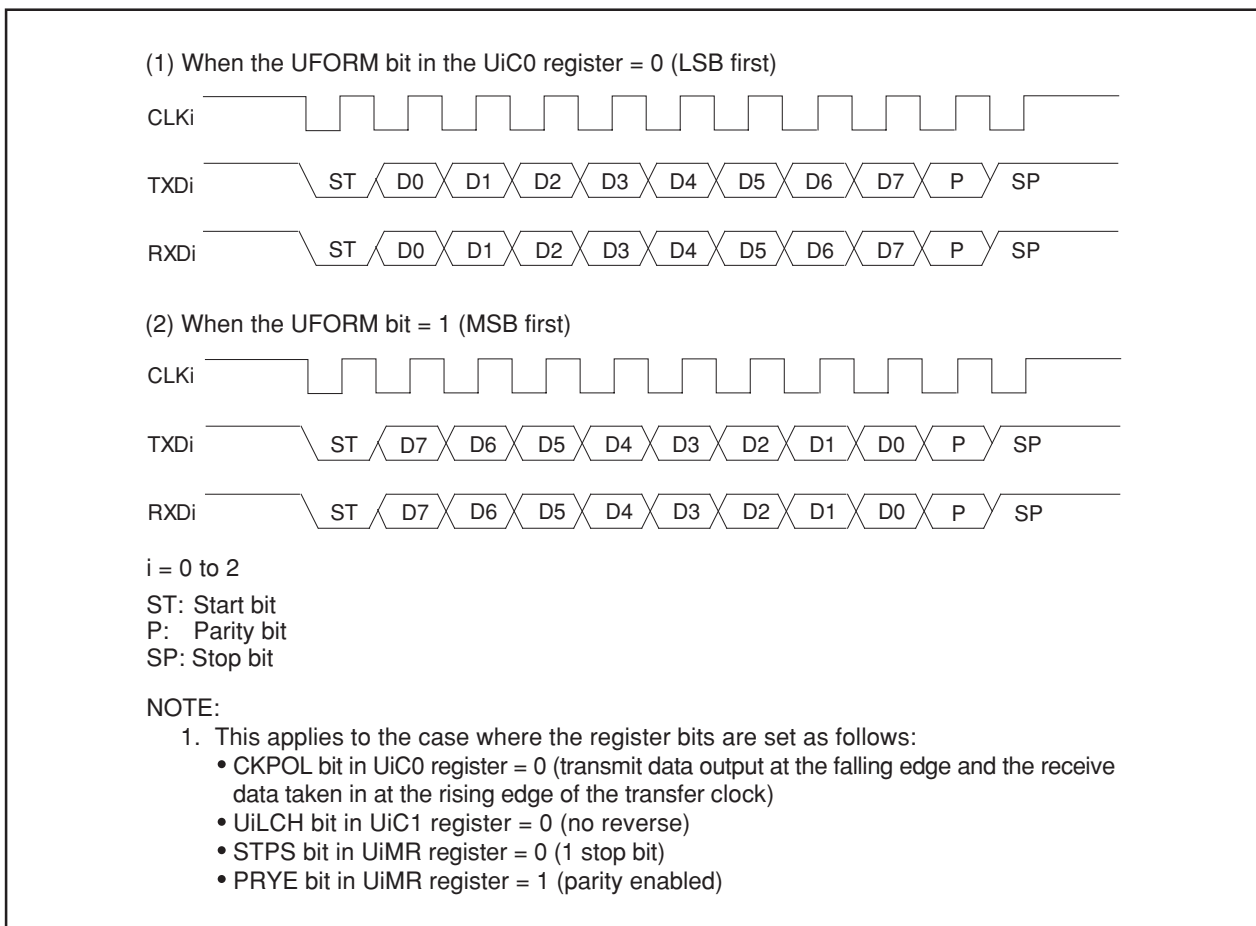 (1) When the UFORM bit in the UiC0 register = 0 (LSB first)
CLKi
TXDi ST D0 D1 D2 D3 D4 D5 D6 D7 P SP
RXDi ST D0 D1 D2 D3 D4 D5 D6 D7 P SP
(2) When the UFORM bit = 1 (MSB first)
CLKi
TXDi ST D7 D6 D5 D4 D3 D2 D1 D0 P SP
RXDi ST D7 D6 D5 D4 D3 D2 D1 D0 P SP
i = 0 to 2
ST: Start bit
P: Parity bit
SP: Stop bit
NOTE:
1. This applies to the case where the register bits are set as follows:
• CKPOL bit in UiC0 register = 0 (transmit data output at the falling edge and the receive
data taken in at the rising edge of the transfer clock)
• UiLCH bit in UiC1 register = 0 (no reverse)
• STPS bit in UiMR register = 0 (1 stop bit)
• PRYE bit in UiMR register = 1 (parity enabled)